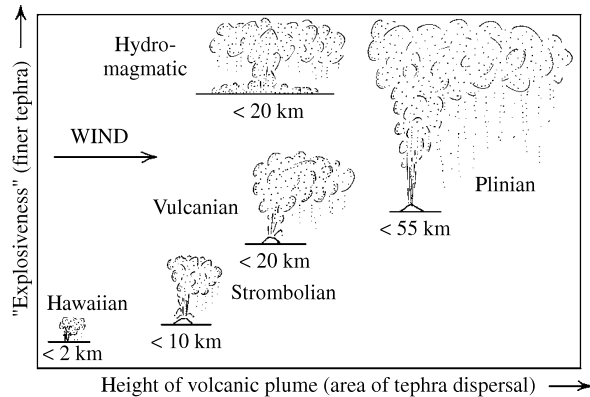 Hydro-
magmatic
< 20 km
WIND
Plinian
< 55 km
Vulcanian
< 20 km
Strombolian
< 10 km
Hawaiian
< 2 km
"Explosiveness" (finer tephra)
Height of volcanic plume (area of tephra dispersal)